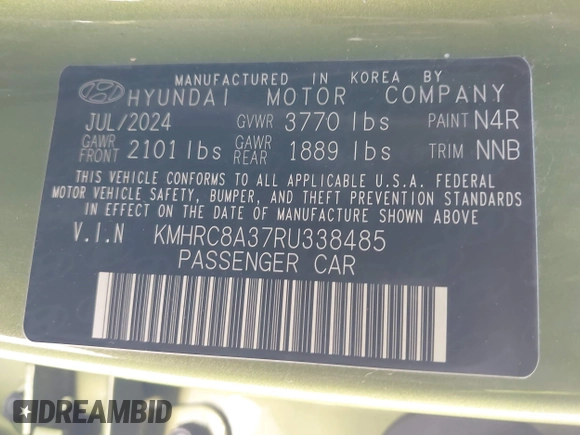 MANUFACTURED IN KOREA BY
HYUNDAI MOTOR COMPANY
JUL/2024 GVWR 3770 lbs PAINT N4R
GAWR FRONT 2101 lbs GAWR REAR 1889 lbs TRIM NNB
THIS VEHICLE CONFORMS TO ALL APPLICABLE U.S.A. FEDERAL
MOTOR VEHICLE SAFETY, BUMPER, AND THEFT PREVENTION STANDARDS
IN EFFECT ON THE DATE OF MANUFACTURE SHOWN ABOVE
V.I.N KMHRC8A37RU338485
PASSENGER CAR
DREAMBID